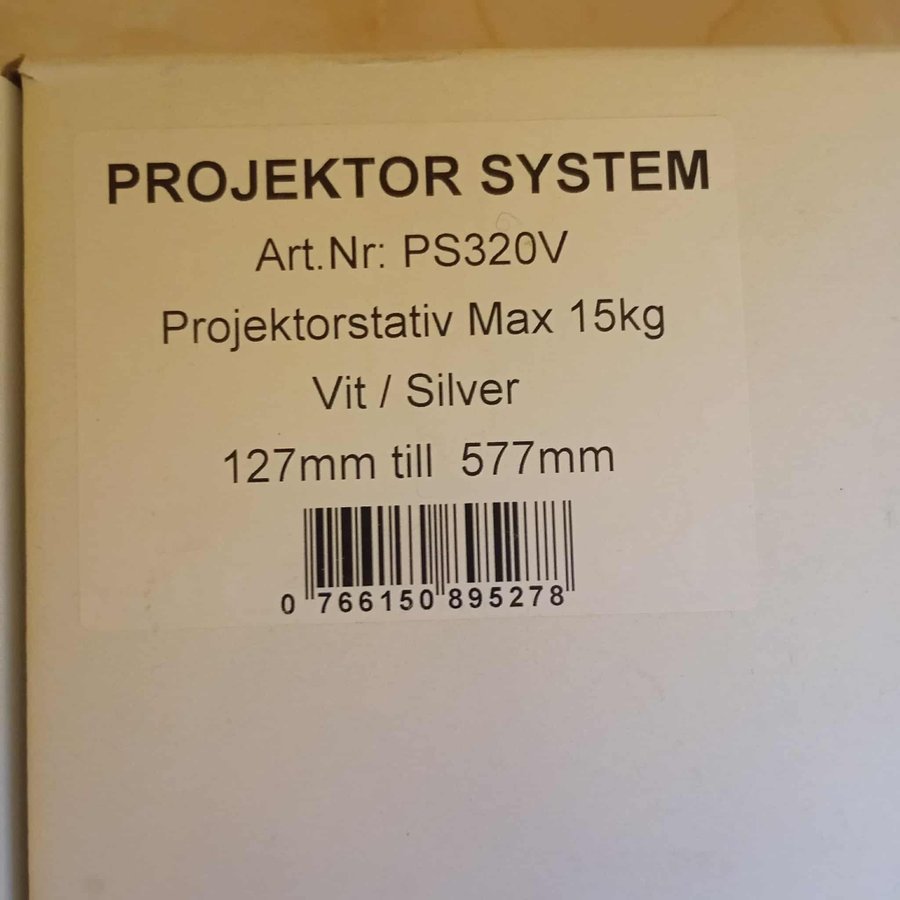 PROJEKTOR SYSTEM
Art.Nr: PS320V
Projektorstativ Max 15kg
Vit / Silver
127mm till 577mm
0 766150 895278